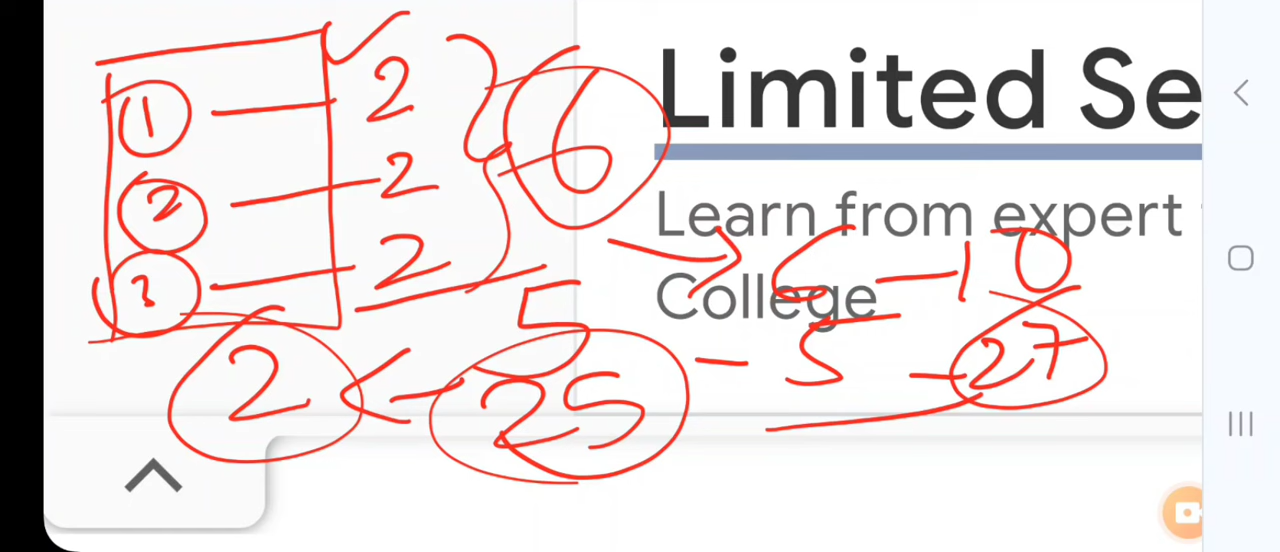 Limited Se
Learn from expert
College
① — 2
② — 2
③ — 2
6
6 — 10
5
25 — 5 — 27
2